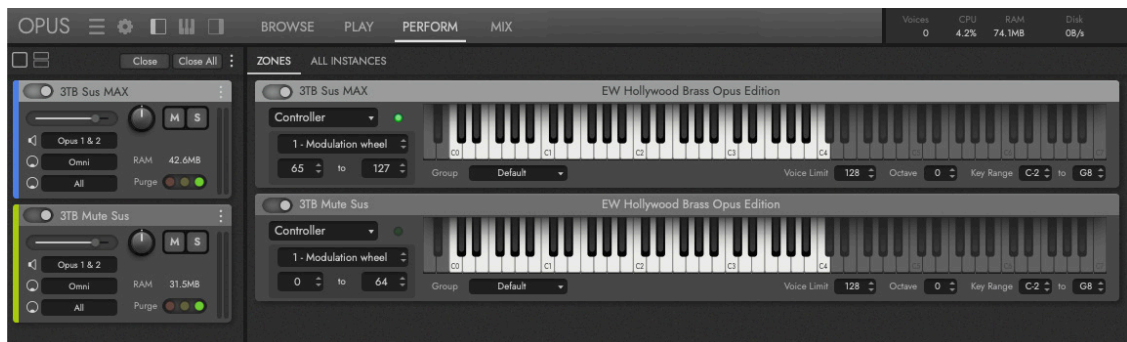 OPUS BROWSE PLAY PERFORM MIX Voices CPU RAM Disk
0 4.2% 74.1MB 0B/s
Close Close All ZONES ALL INSTANCES
3TB Sus MAX
M S
Opus 1 & 2
Omni RAM 42.6MB
All Purge
3TB Mute Sus
M S
Opus 1 & 2
Omni RAM 31.5MB
All Purge
3TB Sus MAX EW Hollywood Brass Opus Edition
Controller
1 - Modulation wheel
C0 C1 C2 C3 C4
65 to 127 Group Default Voice Limit 128 Octave 0 Key Range C-2 to G8
3TB Mute Sus EW Hollywood Brass Opus Edition
Controller
1 - Modulation wheel
C0 C1 C2 C3 C4
0 to 64 Group Default Voice Limit 128 Octave 0 Key Range C-2 to G8